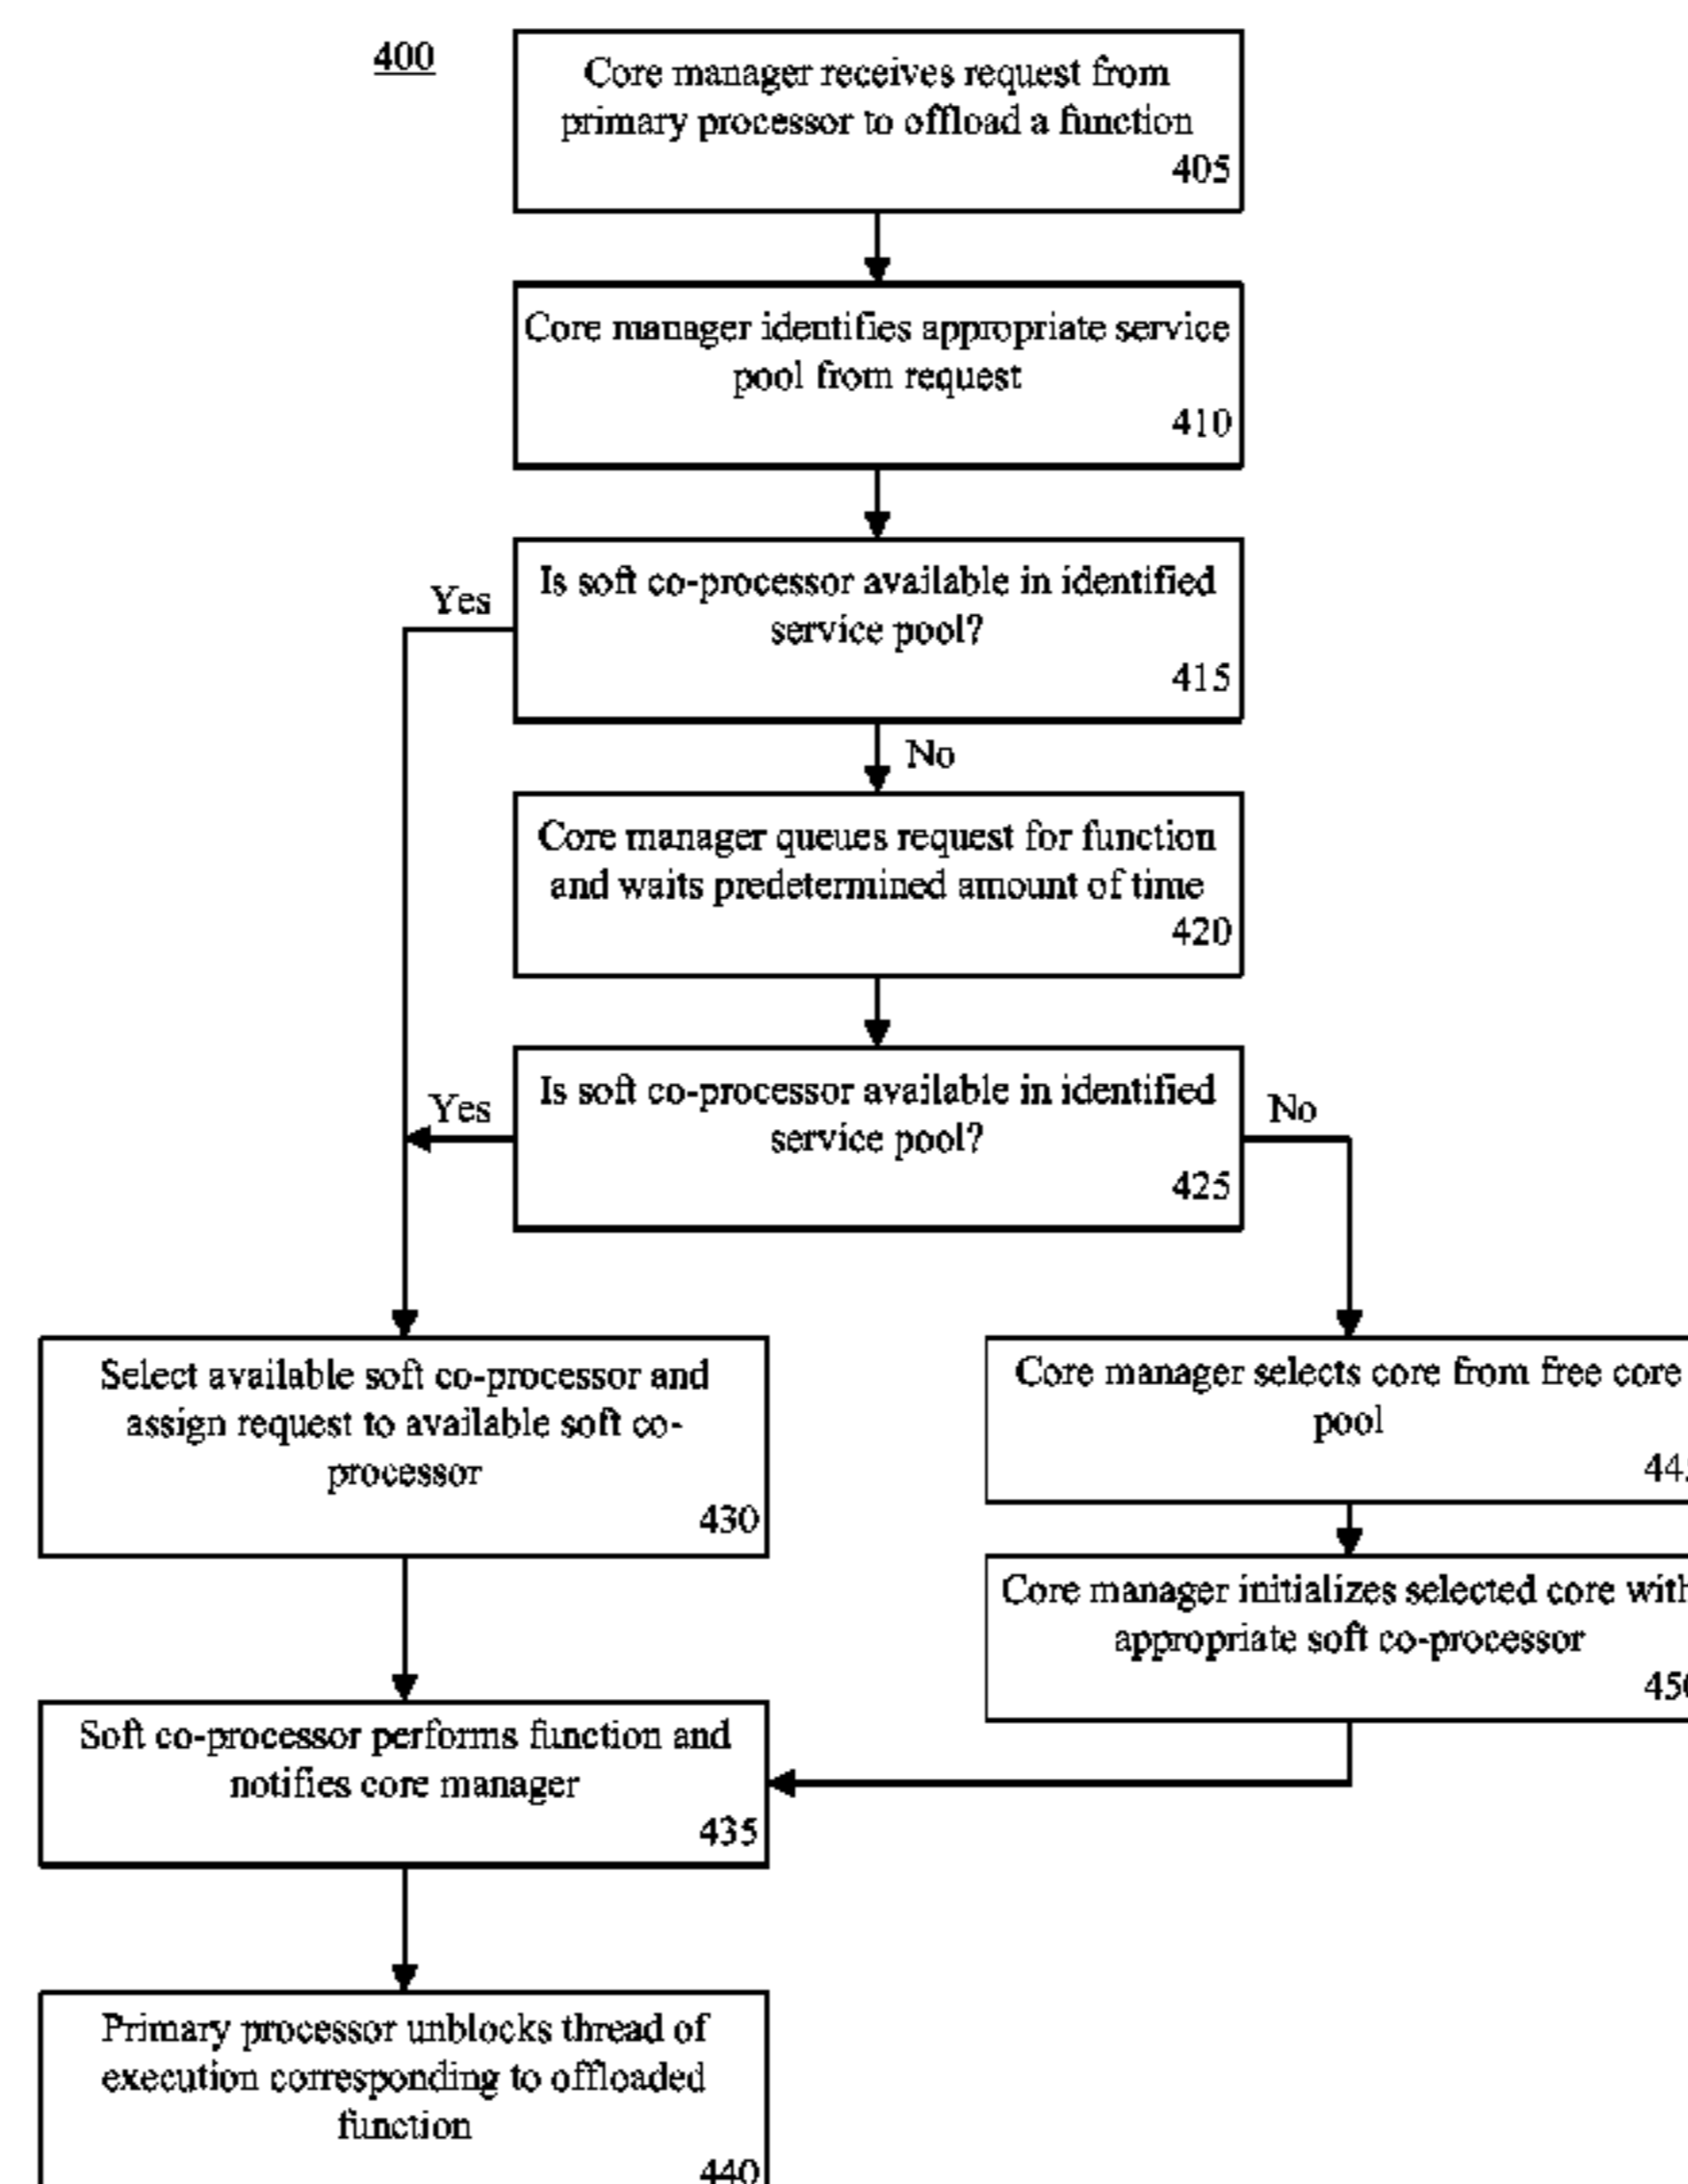 400
Core manager receives request from
primary processor to offload a function
405
Core manager identifies appropriate service
pool from request
410
Is soft co-processor available in identified
service pool?
415
Yes
No
Core manager queues request for function
and waits predetermined amount of time
420
Is soft co-processor available in identified
service pool?
425
Yes
No
Select available soft co-processor and
assign request to available soft co-
processor
430
Core manager selects core from free core
pool
Core manager initializes selected core with
appropriate soft co-processor
450
Soft co-processor performs function and
notifies core manager
435
Primary processor unblocks thread of
execution corresponding to offloaded
function
440